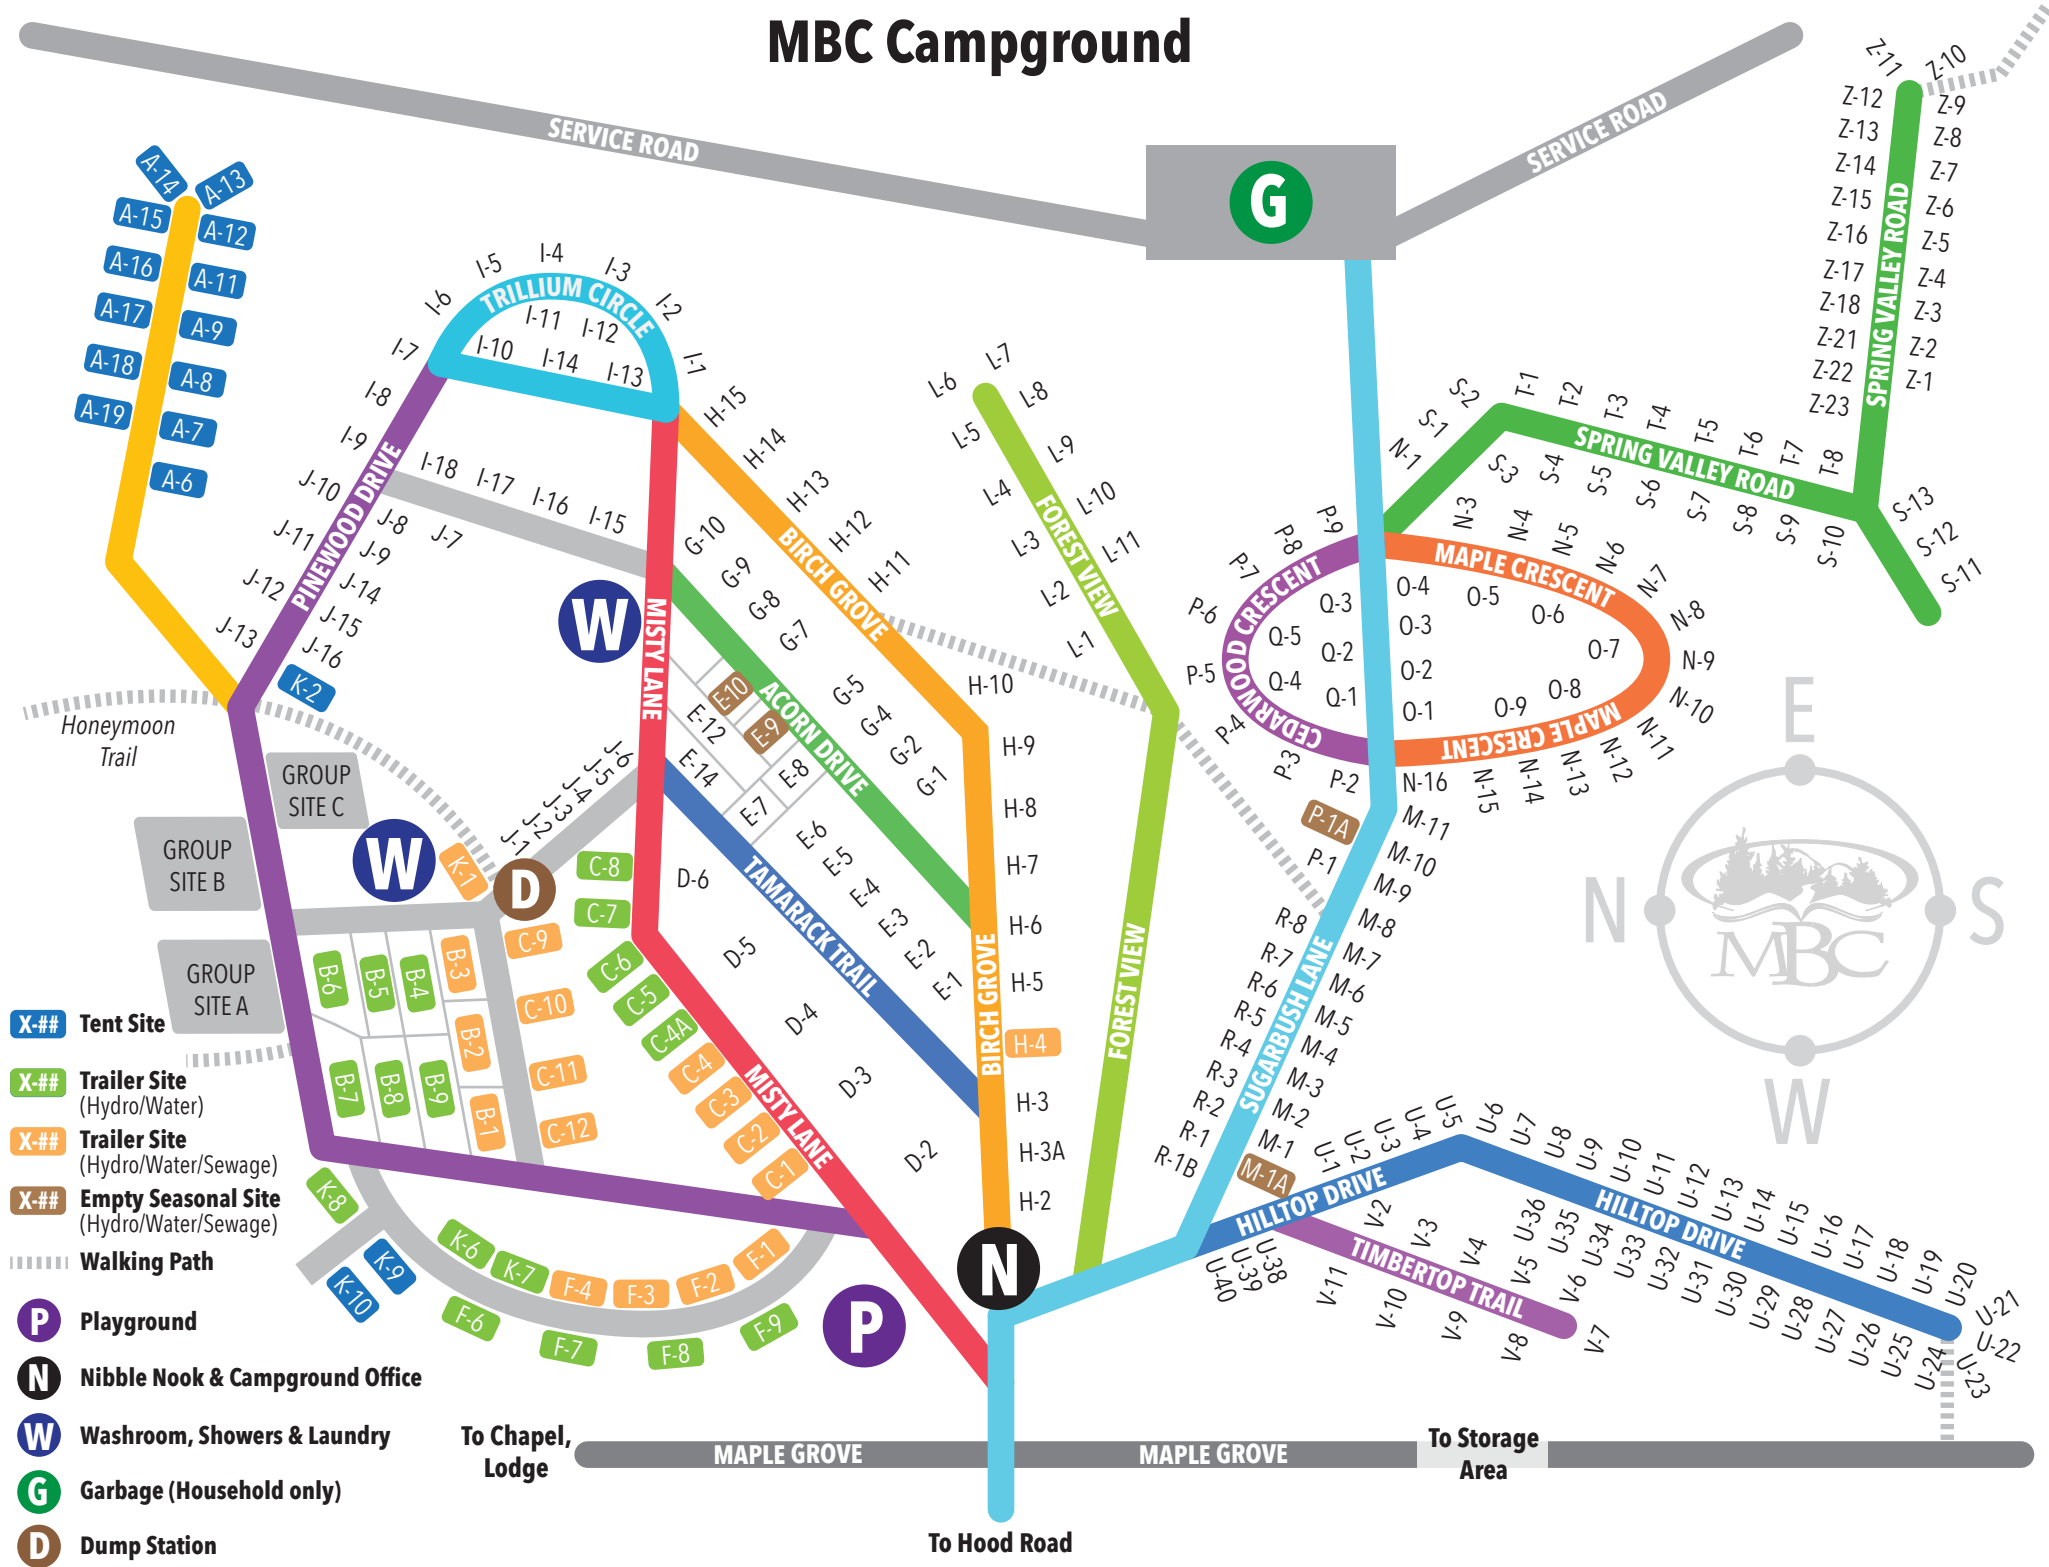 MBC Campground
SERVICE ROAD
SERVICE ROAD
G
A-14
A-13
A-15
A-12
A-16
A-11
A-17
A-9
A-18
A-8
A-19
A-7
A-6
I-5
I-4
I-3
I-6
I-2
TRILLIUM CIRCLE
I-11
I-12
I-7
I-10
I-14
I-13
I-1
I-8
I-9
I-18
I-17
I-16
I-15
PINEWOOD DRIVE
J-10
J-8
J-7
J-11
J-9
J-12
J-14
J-15
J-13
J-16
K-2
Honeymoon
Trail
GROUP
SITE C
GROUP
SITE B
GROUP
SITE A
W
W
J-6
J-5
J-4
J-3
J-2
J-1
K-1
D
MISTY LANE
H-15
H-14
H-13
H-12
H-11
BIRCH GROVE
H-10
H-9
H-8
H-7
H-6
H-5
H-4
H-3
H-3A
H-2
BIRCH GROVE
G-10
G-9
G-8
G-7
G-5
G-4
G-2
G-1
ACORN DRIVE
E-10
E-9
E-12
E-14
E-8
E-7
E-6
E-5
E-4
E-3
E-2
E-1
TAMARACK TRAIL
D-6
D-5
D-4
D-3
D-2
C-8
C-7
C-6
C-5
C-4A
C-4
C-3
C-2
C-1
MISTY LANE
C-9
C-10
C-11
C-12
B-6
B-5
B-4
B-3
B-2
B-7
B-8
B-9
B-1
K-8
K-9
K-10
K-6
K-7
F-4
F-3
F-2
F-1
F-6
F-7
F-8
F-9
P
N
L-7
L-6
L-8
L-5
L-9
L-4
L-10
L-3
L-11
L-2
L-1
FOREST VIEW
FOREST VIEW
Z-11
Z-10
Z-12
Z-9
Z-13
Z-8
Z-14
Z-7
Z-15
Z-6
Z-16
Z-5
Z-17
Z-4
Z-18
Z-3
Z-21
Z-2
Z-22
Z-1
Z-23
SPRING VALLEY ROAD
S-2
S-1
N-1
T-1
T-2
T-3
T-4
T-5
T-6
T-7
T-8
SPRING VALLEY ROAD
S-3
S-4
S-5
S-6
S-7
S-8
S-9
S-10
S-13
S-12
S-11
P-9
P-8
P-7
P-6
P-5
P-4
P-3
P-2
P-1A
P-1
CEDARWOOD CRESCENT
Q-3
Q-5
Q-2
Q-4
Q-1
O-4
O-5
O-6
O-3
O-7
O-2
O-8
O-9
O-1
MAPLE CRESCENT
MAPLE CRESCENT
N-3
N-4
N-5
N-6
N-7
N-8
N-9
N-10
N-11
N-12
N-13
N-14
N-15
N-16
M-11
M-10
M-9
M-8
M-7
M-6
M-5
M-4
M-3
M-2
M-1
M-1A
R-8
R-7
R-6
R-5
R-4
R-3
R-2
R-1
R-1B
SUGARBUSH LANE
E
N
S
W
MBC
U-1
U-2
U-3
U-4
U-5
U-6
U-7
U-8
U-9
U-10
U-11
U-12
U-13
U-14
U-15
U-16
U-17
U-18
U-19
U-20
U-21
U-22
U-23
U-24
U-25
U-26
U-27
U-28
U-29
U-30
U-31
U-32
U-33
U-34
U-35
U-36
U-38
U-39
U-40
HILLTOP DRIVE
HILLTOP DRIVE
TIMBERTOP TRAIL
V-2
V-3
V-4
V-5
V-6
V-7
V-8
V-9
V-10
V-11
X-## Tent Site
X-## Trailer Site
(Hydro/Water)
X-## Trailer Site
(Hydro/Water/Sewage)
X-## Empty Seasonal Site
(Hydro/Water/Sewage)
Walking Path
P Playground
N Nibble Nook & Campground Office
W Washroom, Showers & Laundry
G Garbage (Household only)
D Dump Station
To Chapel,
Lodge
MAPLE GROVE
MAPLE GROVE
To Storage
Area
To Hood Road